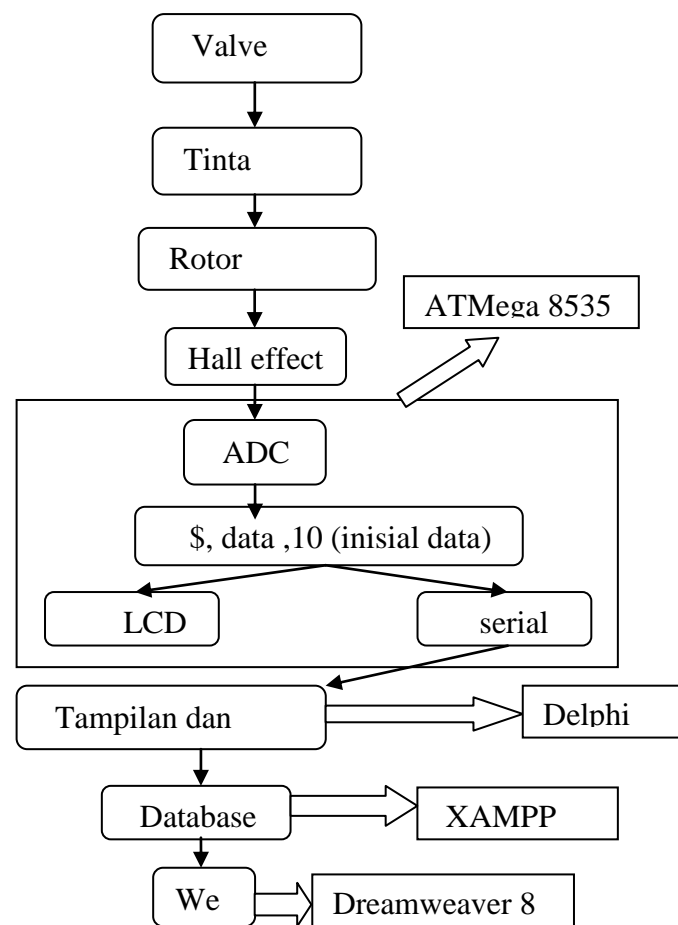 Valve
Tinta
Rotor
ATMega 8535
Hall effect
ADC
$, data ,10 (inisial data)
LCD
serial
Tampilan dan
Delphi
Database
XAMPP
We
Dreamweaver 8